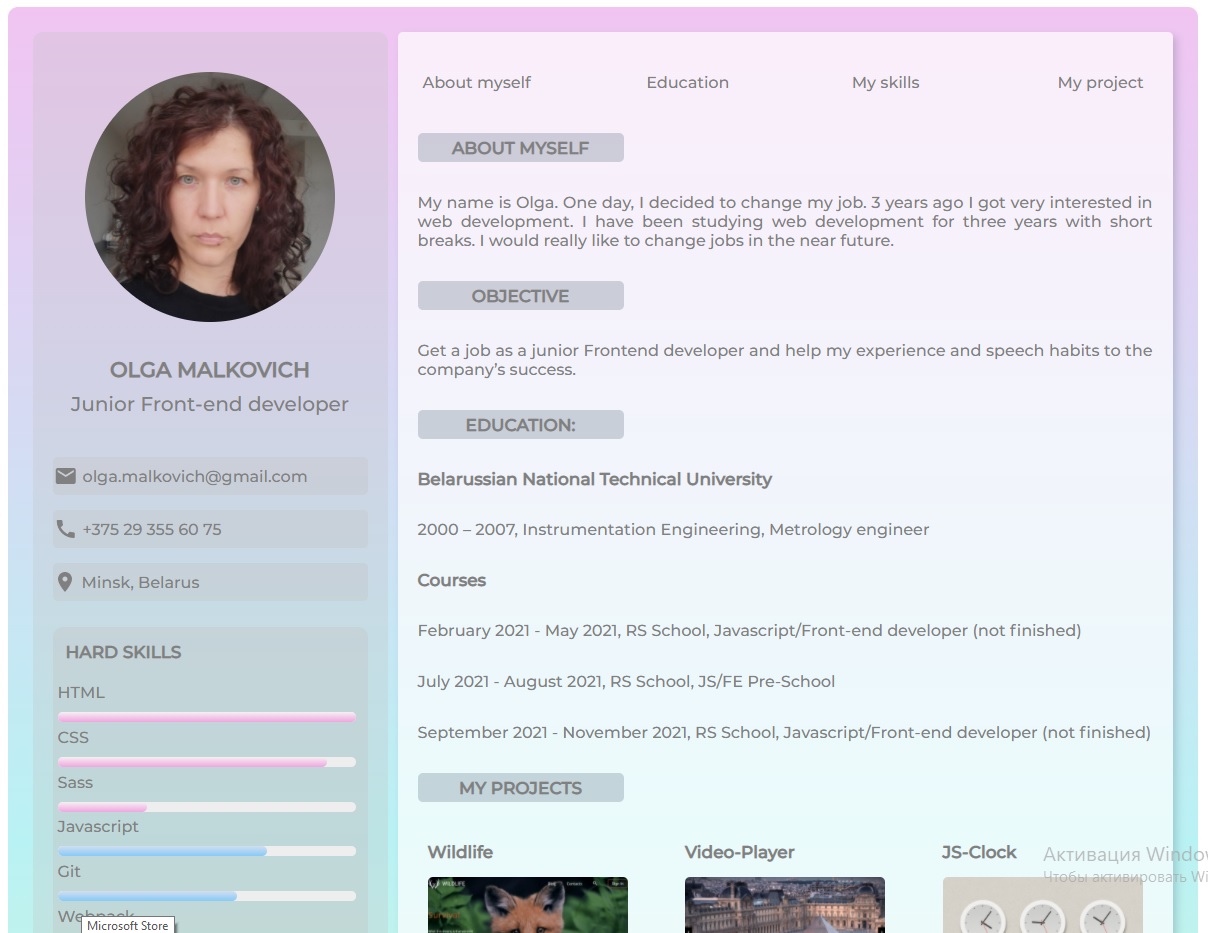 OLGA MALKOVICH
Junior Front-end developer
olga.malkovich@gmail.com
+375 29 355 60 75
Minsk, Belarus
HARD SKILLS
HTML
CSS
Sass
Javascript
Git
Webpack
Microsoft Store
About myself
Education
My skills
My project
ABOUT MYSELF
My name is Olga. One day, I decided to change my job. 3 years ago I got very interested in
web development. I have been studying web development for three years with short
breaks. I would really like to change jobs in the near future.
OBJECTIVE
Get a job as a junior Frontend developer and help my experience and speech habits to the
company's success.
EDUCATION:
Belarussian National Technical University
2000 – 2007, Instrumentation Engineering, Metrology engineer
Courses
February 2021 - May 2021, RS School, Javascript/Front-end developer (not finished)
July 2021 - August 2021, RS School, JS/FE Pre-School
September 2021 - November 2021, RS School, Javascript/Front-end developer (not finished)
MY PROJECTS
Wildlife
Video-Player
JS-Clock
WILDLIFE
Активация Windo
Чтобы активировать Wi